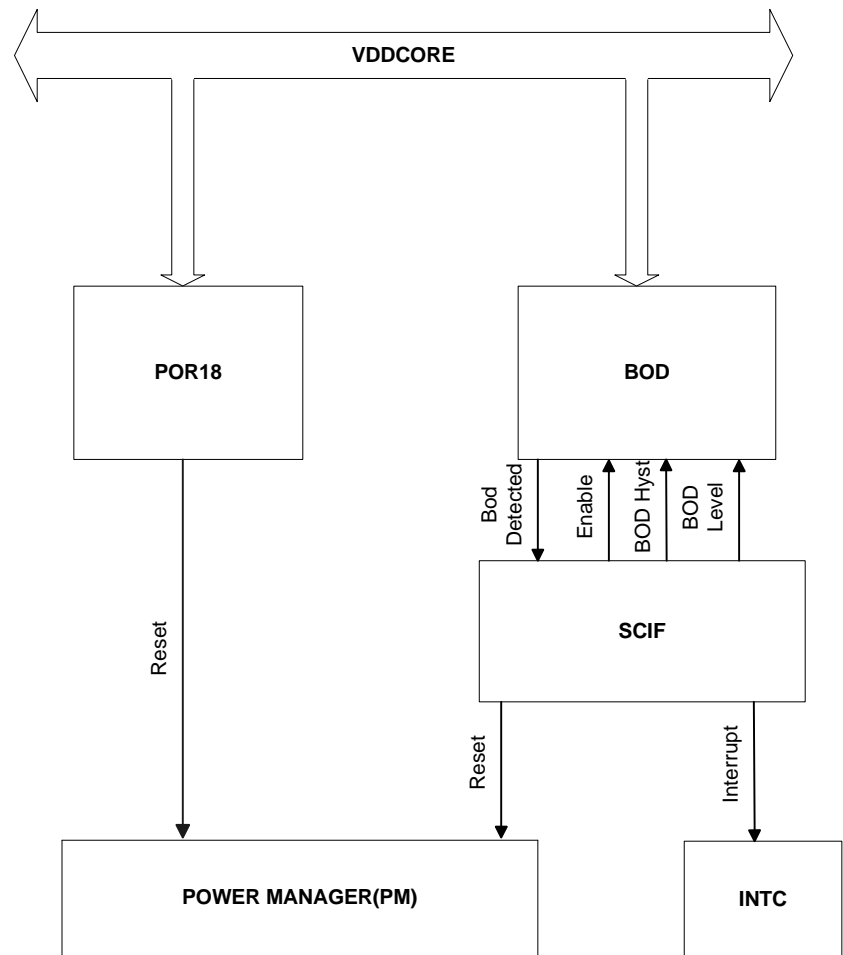 VDDCORE
POR18
BOD
Bod
Detected
Enable
BOD Hyst
BOD
Level
SCIF
Reset
Reset
Interrupt
POWER MANAGER(PM)
INTC